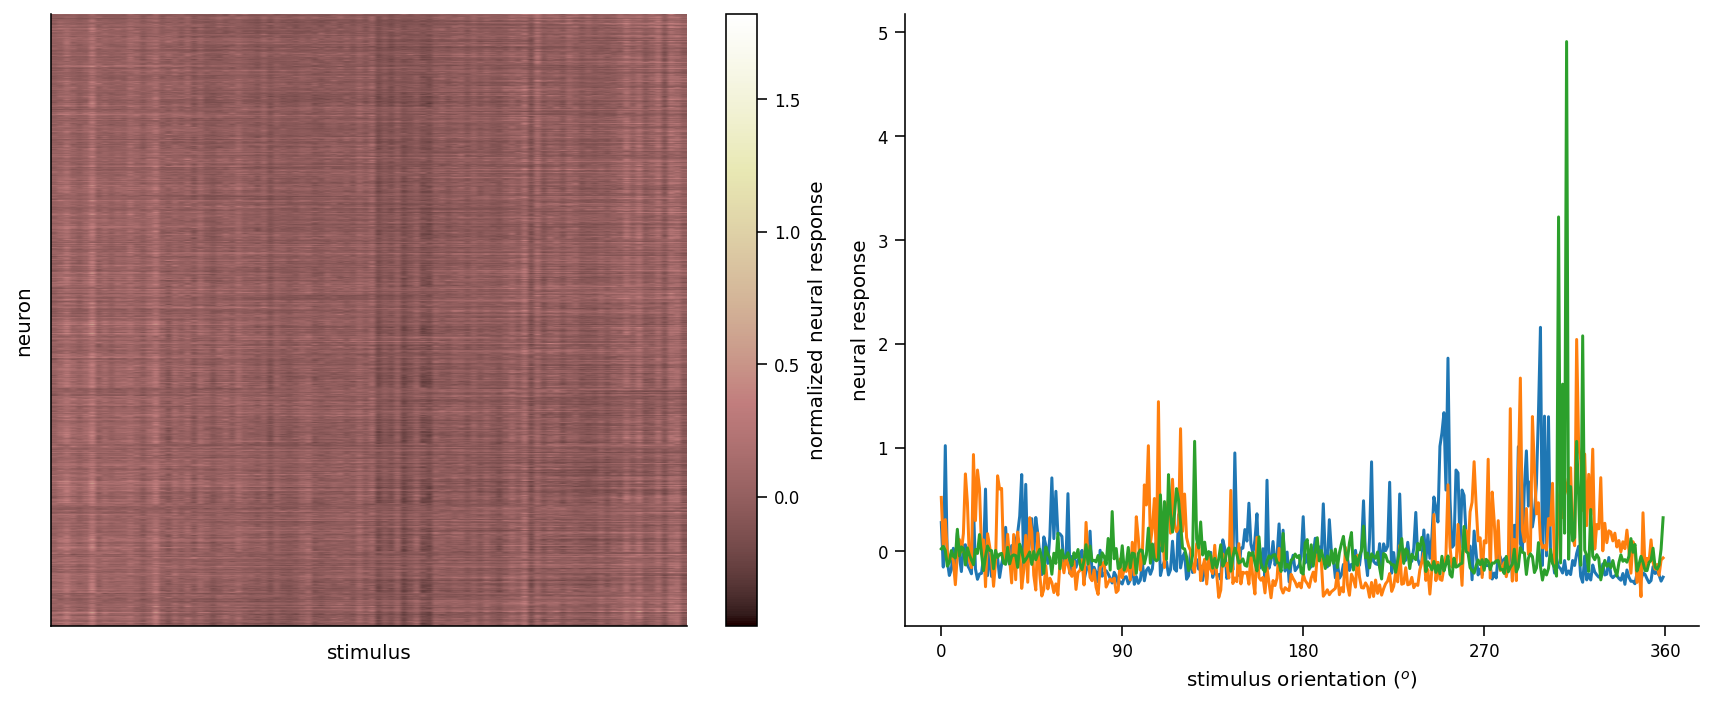 neuron
stimulus
1.5
1.0
0.5
0.0
normalized neural response
neural response
5
4
3
2
1
0
0 90 180 270 360
stimulus orientation (°)